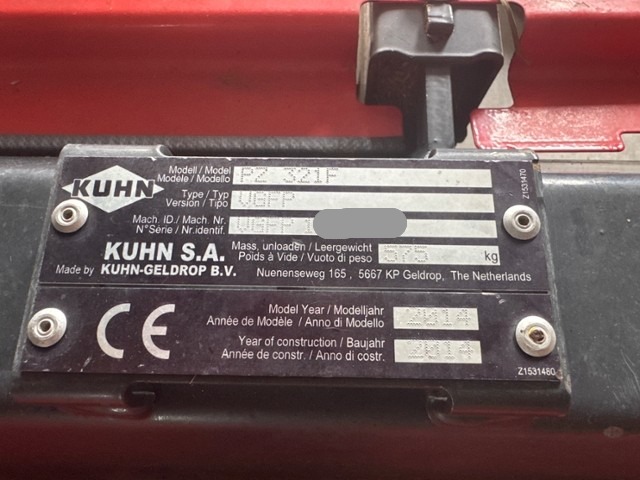 KUHN
Modell / Model
Modèle / Modello
PZ 321F
Type / Typ
Version / Tipo
VGFP
Mach. ID./ Mach. Nr.
N°Série / Nr.identif.
VGFP 1
KUHN S.A.
Made by KUHN-GELDROP B.V.
Mass, unloaden / Leergewicht
Poids à Vide / Vuoto di peso
575 kg
Nuenenseweg 165 , 5667 KP Geldrop, The Netherlands
Z1531470
CE
Model Year / Modelljahr
Année de Modèle / Anno di Modello
2014
Year of construction / Baujahr
Année de constr. / Anno di costr.
2014
Z1531480